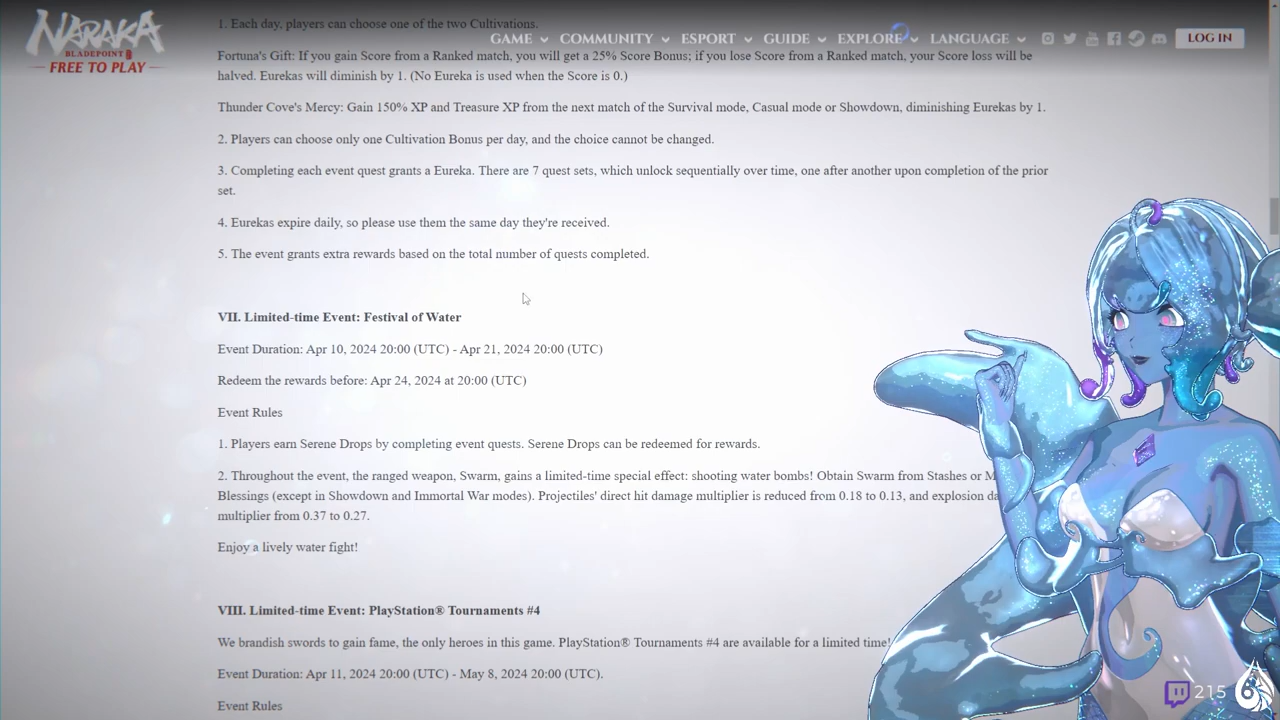 1. Each day, players can choose one of the two Cultivations.
NARAKA
BLADEPOINT
FREE TO PLAY
GAME
COMMUNITY
ESPORT
GUIDE
EXPLORE
LANGUAGE
LOG IN
Fortuna's Gift: If you gain Score from a Ranked match, you will get a 25% Score Bonus; if you lose Score from a Ranked match, your Score loss will be
halved. Eurekas will diminish by 1. (No Eureka is used when the Score is 0.)
Thunder Cove's Mercy: Gain 150% XP and Treasure XP from the next match of the Survival mode, Casual mode or Showdown, diminishing Eurekas by 1.
2. Players can choose only one Cultivation Bonus per day, and the choice cannot be changed.
3. Completing each event quest grants a Eureka. There are 7 quest sets, which unlock sequentially over time, one after another upon completion of the prior
set.
4. Eurekas expire daily, so please use them the same day they're received.
5. The event grants extra rewards based on the total number of quests completed.
VII. Limited-time Event: Festival of Water
Event Duration: Apr 10, 2024 20:00 (UTC) - Apr 21, 2024 20:00 (UTC)
Redeem the rewards before: Apr 24, 2024 at 20:00 (UTC)
Event Rules
1. Players earn Serene Drops by completing event quests. Serene Drops can be redeemed for rewards.
2. Throughout the event, the ranged weapon, Swarm, gains a limited-time special effect: shooting water bombs! Obtain Swarm from Stashes or M
Blessings (except in Showdown and Immortal War modes). Projectiles' direct hit damage multiplier is reduced from 0.18 to 0.13, and explosion da
multiplier from 0.37 to 0.27.
Enjoy a lively water fight!
VIII. Limited-time Event: PlayStation® Tournaments #4
We brandish swords to gain fame, the only heroes in this game. PlayStation® Tournaments #4 are available for a limited time!
Event Duration: Apr 11, 2024 20:00 (UTC) - May 8, 2024 20:00 (UTC).
Event Rules
215
6